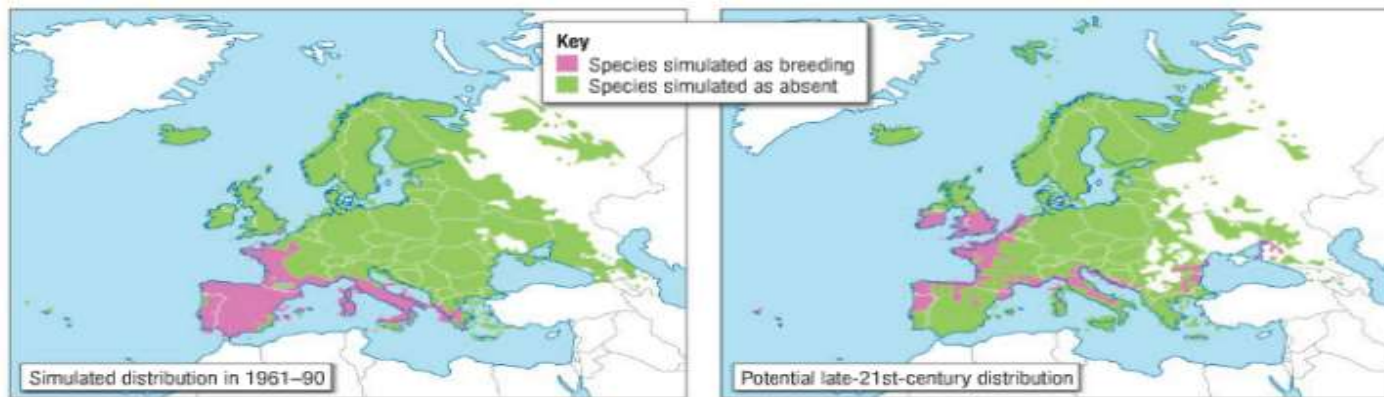 Key
Species simulated as breeding
Species simulated as absent
Simulated distribution in 1961–90
Potential late-21st-century distribution